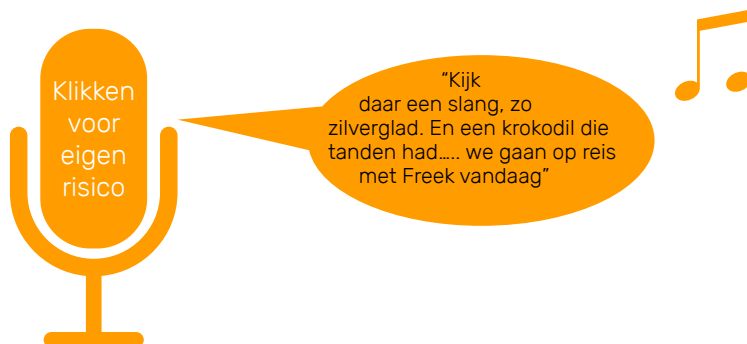 Klikken
voor
eigen
risico
“Kijk
daar een slang, zo
zilverglad. En een krokodil die
tanden had..... we gaan op reis
met Freek vandaag”